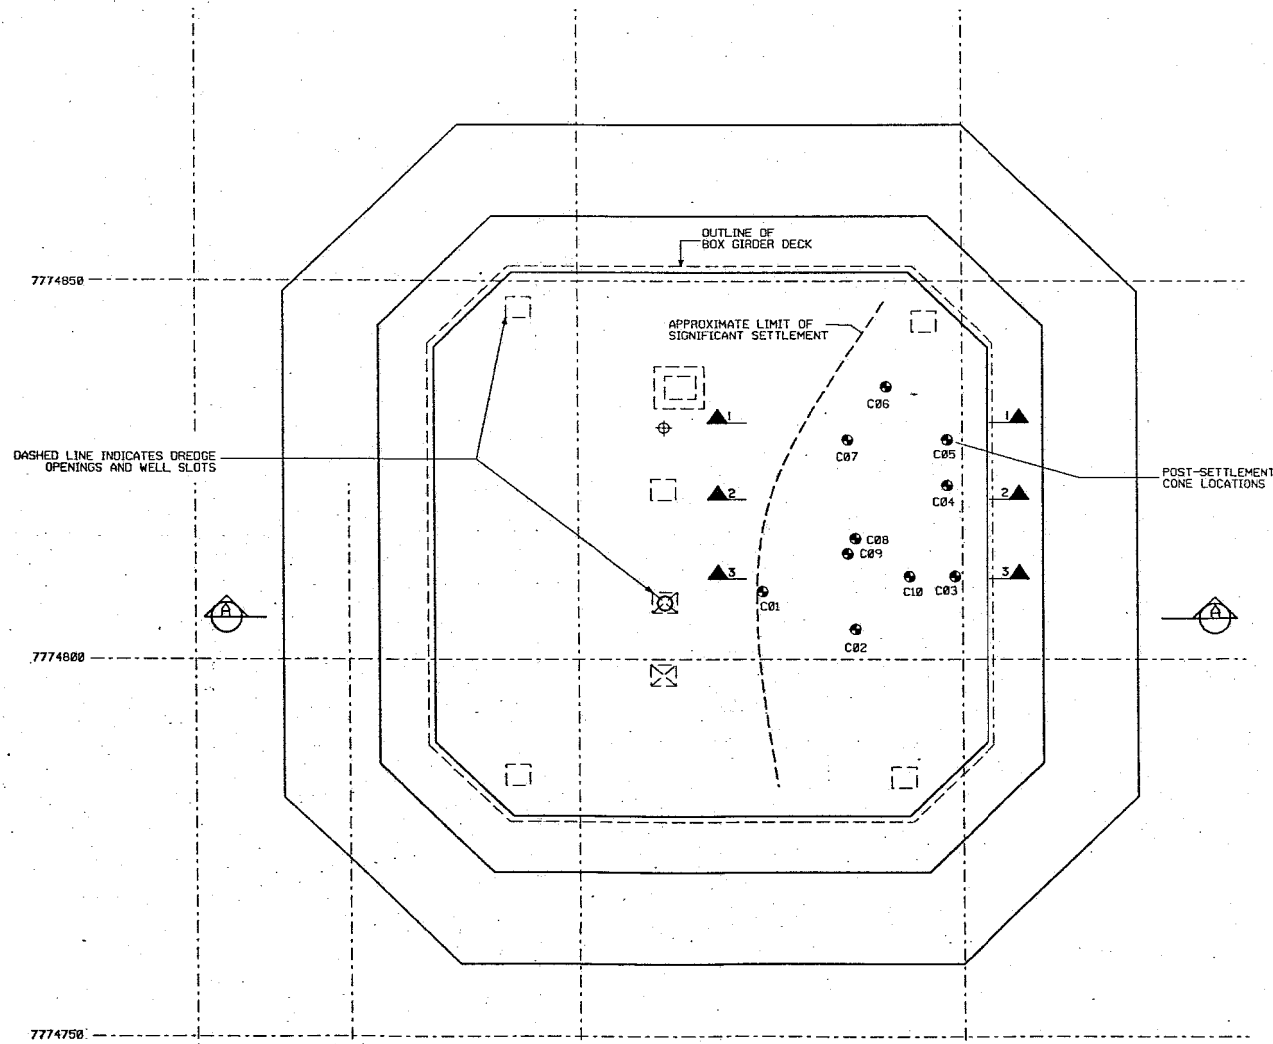 OUTLINE OF
BOX GIRDER DECK
7774850
APPROXIMATE LIMIT OF
SIGNIFICANT SETTLEMENT
C06
1
1
DASHED LINE INDICATES DREDGE
OPENINGS AND WELL SLOTS
C07
C05
POST-SETTLEMENT
CONE LOCATIONS
2
C04
2
C08
C09
3
C10
C03
3
C01
A
A
C02
7774800
7774750